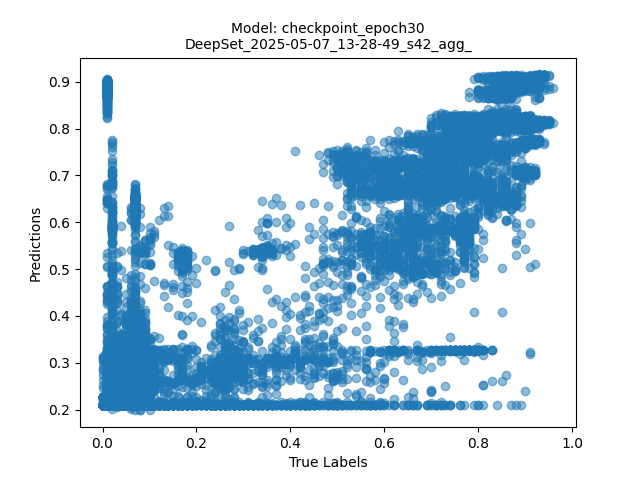 Model: checkpoint_epoch30
DeepSet_2025-05-07_13-28-49_s42_agg_
0.9
0.8
0.7
0.6
0.5
0.4
0.3
0.2
Predictions
0.0 0.2 0.4 0.6 0.8 1.0
True Labels